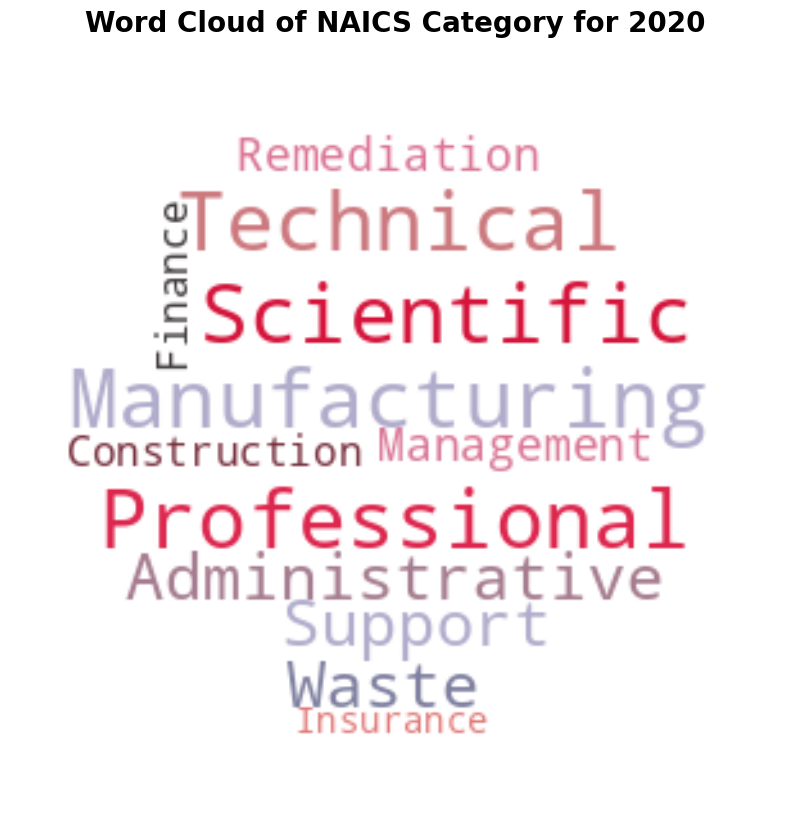 Word Cloud of NAICS Category for 2020
Remediation
Technical
Finance
Scientific
Manufacturing
Construction Management
Professional
Administrative
Support
Waste
Insurance